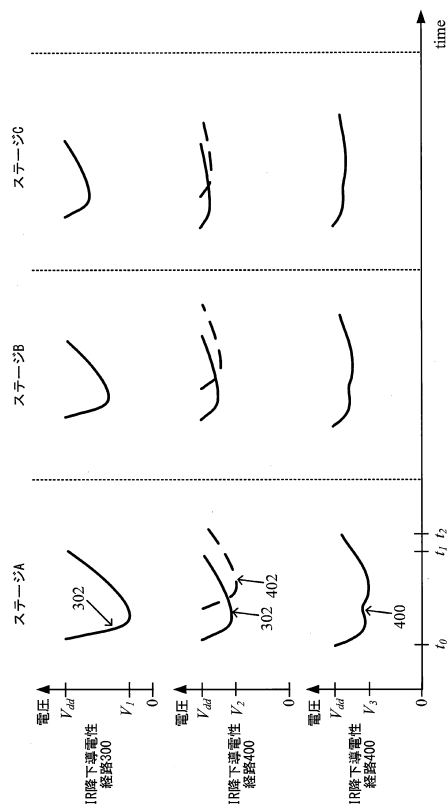 ステージA
ステージB
ステージC
電圧
Vdd
V1
0
IR降下導電性
経路300
302
電圧
Vdd
V2
0
IR降下導電性
経路400
302
402
電圧
Vdd
V3
0
IR降下導電性
経路400
400
t0
t1
t2
time